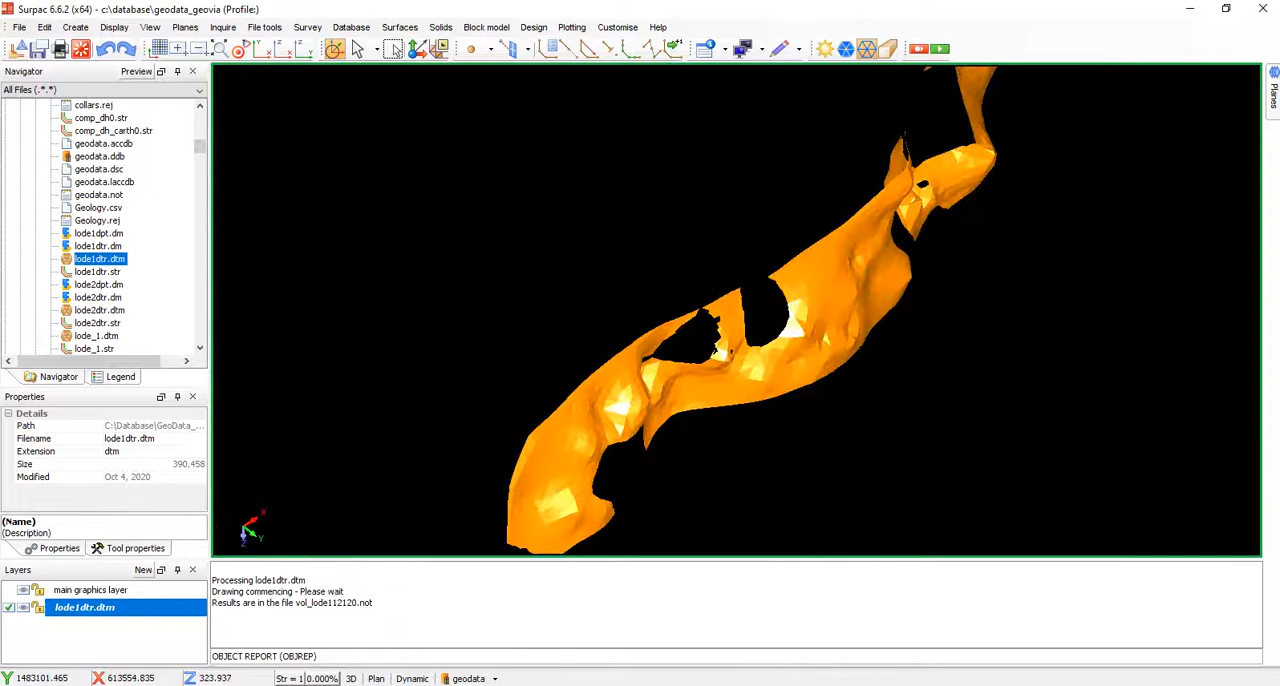 Surpac 6.6.2 (x64) - c:\database\geodata_geovia (Profile:)
File Edit Create Display View Planes Inquire File tools Survey Database Surfaces Solids Block model Design Plotting Customise Help
Navigator Preview
All Files (*.*)
collars.rej
comp_dh0.str
comp_dh_carth0.str
geodata.accdb
geodata.ddb
geodata.dsc
geodata.laccdb
geodata.not
Geology.csv
Geology.rej
lode1dpt.dm
lode1dtr.dm
lode1dtr.dtm
lode1dtr.str
lode2dpt.dm
lode2dtr.dm
lode2dtr.dtm
lode2dtr.str
lode_1.dtm
lode_1.str
Navigator Legend
Properties
Details
Path C:\Database\GeoData_...
Filename lode1dtr.dtm
Extension dtm
Size 390,458
Modified Oct 4, 2020
(Name)
(Description)
Properties Tool properties
Layers New
main graphics layer
lode1dtr.dtm
Planes
X
Y
Z
Processing lode1dtr.dtm
Drawing commencing - Please wait
Results are in the file vol_lode112120.not
OBJECT REPORT (OBJREP)
Y 1483101.465 X 613554.835 Z 323.937 Str = 1 0.000% 3D Plan Dynamic geodata